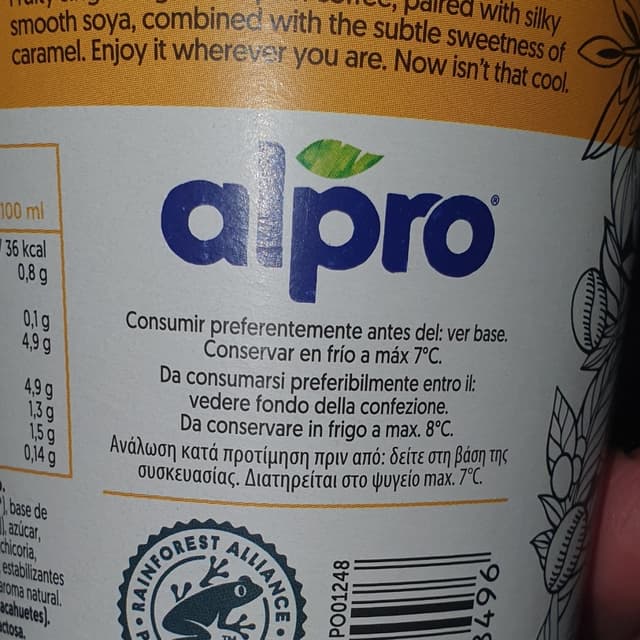 coffee, paired with silky
smooth soya, combined with the subtle sweetness of
caramel. Enjoy it wherever you are. Now isn't that cool.
100 ml
36 kcal
0,8 g
0,1 g
4,9 g
4,9 g
1,3 g
1,5 g
0,14 g
base de
azúcar,
chicoria,
estabilizantes
aroma natural.
cacahuetes).
alpro®
Consumir preferentemente antes del: ver base.
Conservar en frío a máx 7°C.
Da consumarsi preferibilmente entro il:
vedere fondo della confezione.
Da conservare in frigo a max. 8°C.
Ανάλωση κατά προτίμηση πριν από: δείτε στη βάση της
συσκευασίας. Διατηρείται στο ψυγείο max. 7°C.
RAINFOREST ALLIANCE
PO01248